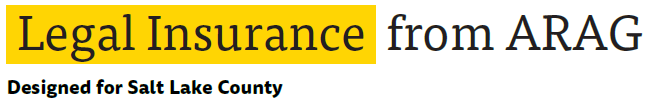 Legal Insurance from ARAG
Designed for Salt Lake County